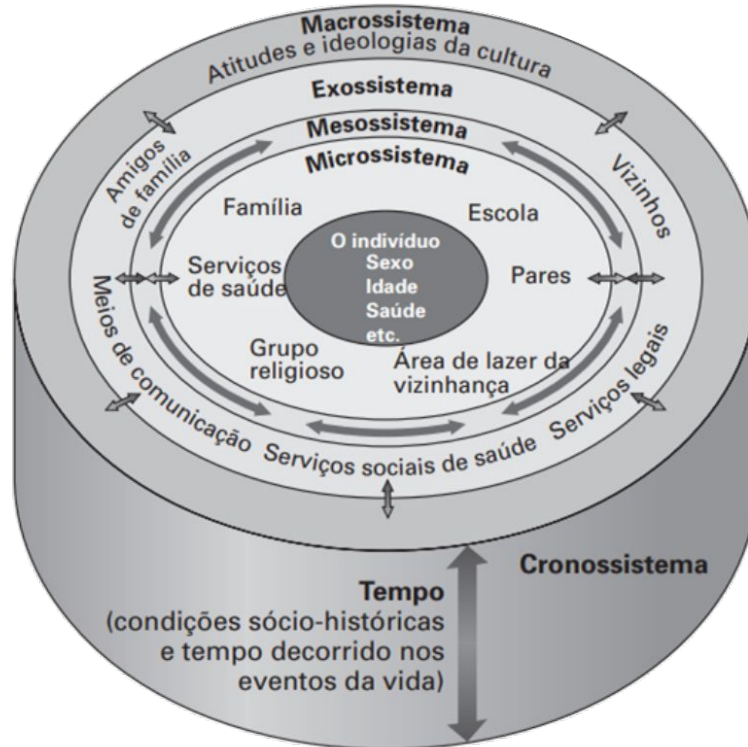 Macrossistema
Atitudes e ideologias da cultura
Exossistema
Mesossistema
Microssistema
Amigos
de família
Vizinhos
Família
Escola
O indivíduo
Sexo
Idade
Saúde
etc.
Serviços
de saúde
Pares
Grupo
religioso
Área de lazer da
vizinhança
Meios de comunicação
Serviços sociais de saúde
Serviços legais
Cronossistema
Tempo
(condições sócio-históricas
e tempo decorrido nos
eventos da vida)